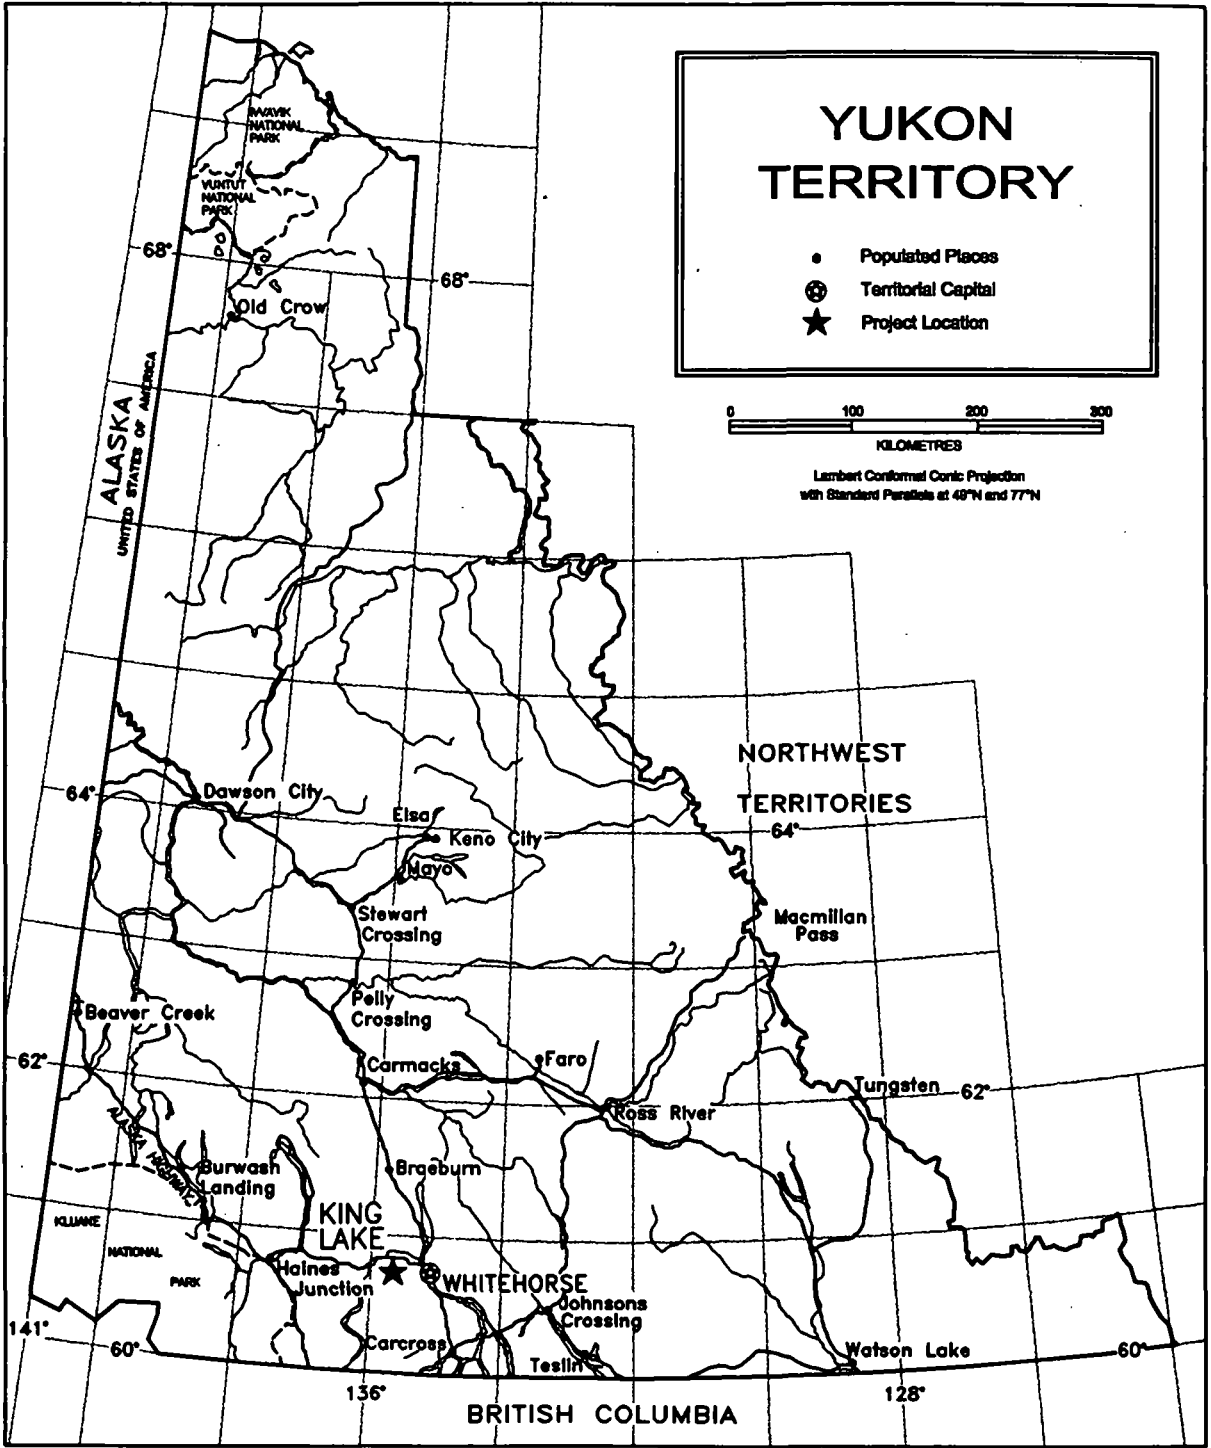 YUKON
TERRITORY
Populated Places
Territorial Capital
Project Location
0 100 200 300
KILOMETRES
Lambert Conformal Conic Projection
with Standard Parallels at 49°N and 77°N
IVVAVIK
NATIONAL
PARK
VUNTUT
NATIONAL
PARK
68°
68°
Old Crow
ALASKA
UNITED STATES OF AMERICA
NORTHWEST
TERRITORIES
64°
Dawson City
64°
Elsa
Keno City
Mayo
Stewart
Crossing
Macmillan
Pass
Pelly
Crossing
Beaver Creek
62°
Carmacks
Faro
Tungsten
62°
Ross River
ALASKA HIGHWAY
Burwash
Landing
Braeburn
KING
LAKE
KLUANE
NATIONAL
PARK
Haines
Junction
WHITEHORSE
Johnsons
Crossing
141°
60°
Carcross
Teslin
Watson Lake
60°
136°
128°
BRITISH COLUMBIA